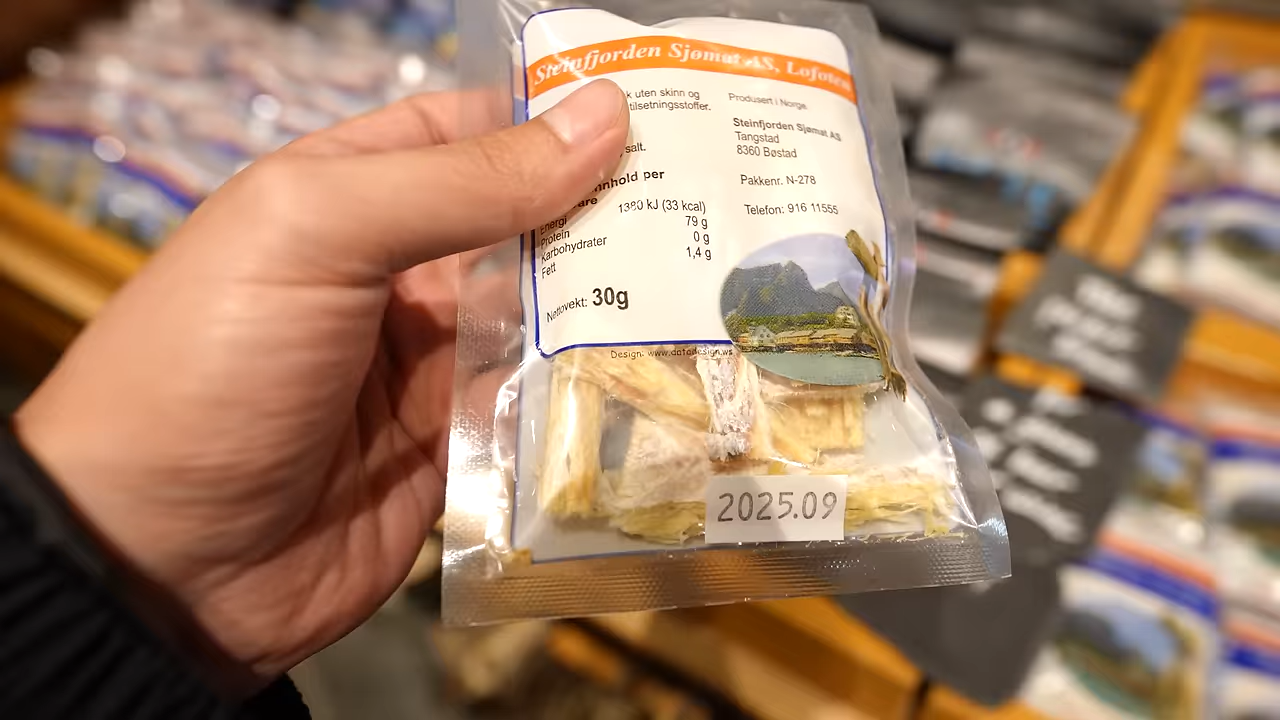 Steinfjorden Sjømat AS, Lofoten
k uten skinn og
tilsetningsstoffer.
salt.
nnhold per
vare
1380 kJ (33 kcal)
Energi
79 g
Protein
0 g
Karbohydrater
1,4 g
Fett
Nettovekt: 30g
Produsert i Norge
Steinfjorden Sjømat AS
Tangstad
8360 Bøstad
Pakkenr. N-278
Telefon: 916 11555
Design: www.datadesign.ws
2025.09